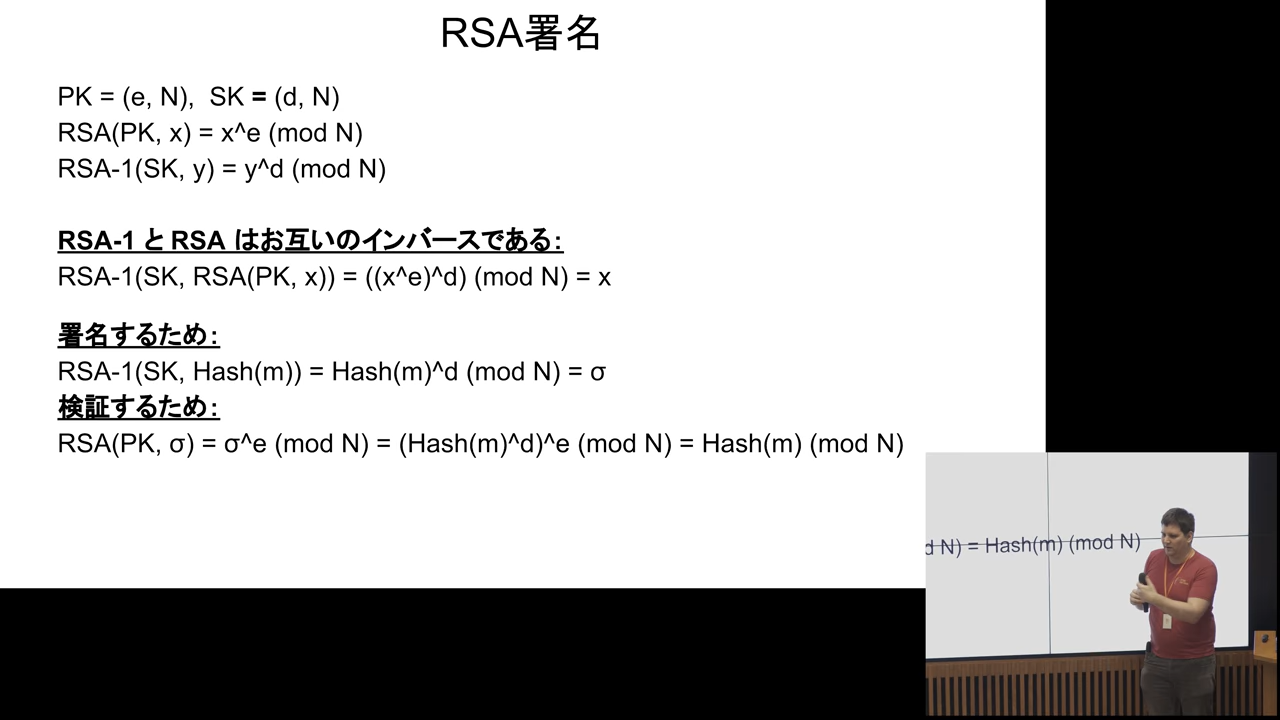 RSA署名
PK = (e, N), SK = (d, N)
RSA(PK, x) = x^e (mod N)
RSA-1(SK, y) = y^d (mod N)
RSA-1 と RSA はお互いのインバースである:
RSA-1(SK, RSA(PK, x)) = ((x^e)^d) (mod N) = x
署名するため:
RSA-1(SK, Hash(m)) = Hash(m)^d (mod N) = σ
検証するため:
RSA(PK, σ) = σ^e (mod N) = (Hash(m)^d)^e (mod N) = Hash(m) (mod N)
d N) = Hash(m) (mod N)